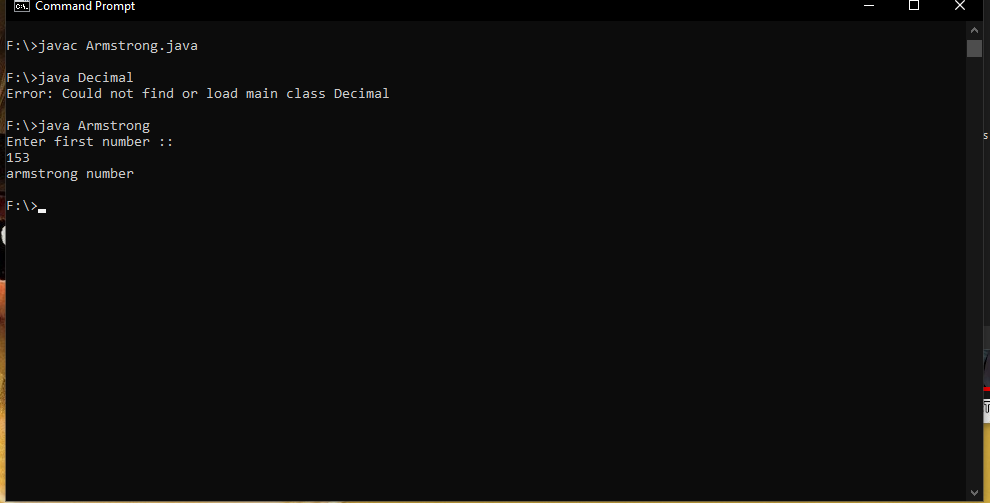 Command Prompt
F:\>javac Armstrong.java
F:\>java Decimal
Error: Could not find or load main class Decimal
F:\>java Armstrong
Enter first number ::
153
armstrong number
F:\>